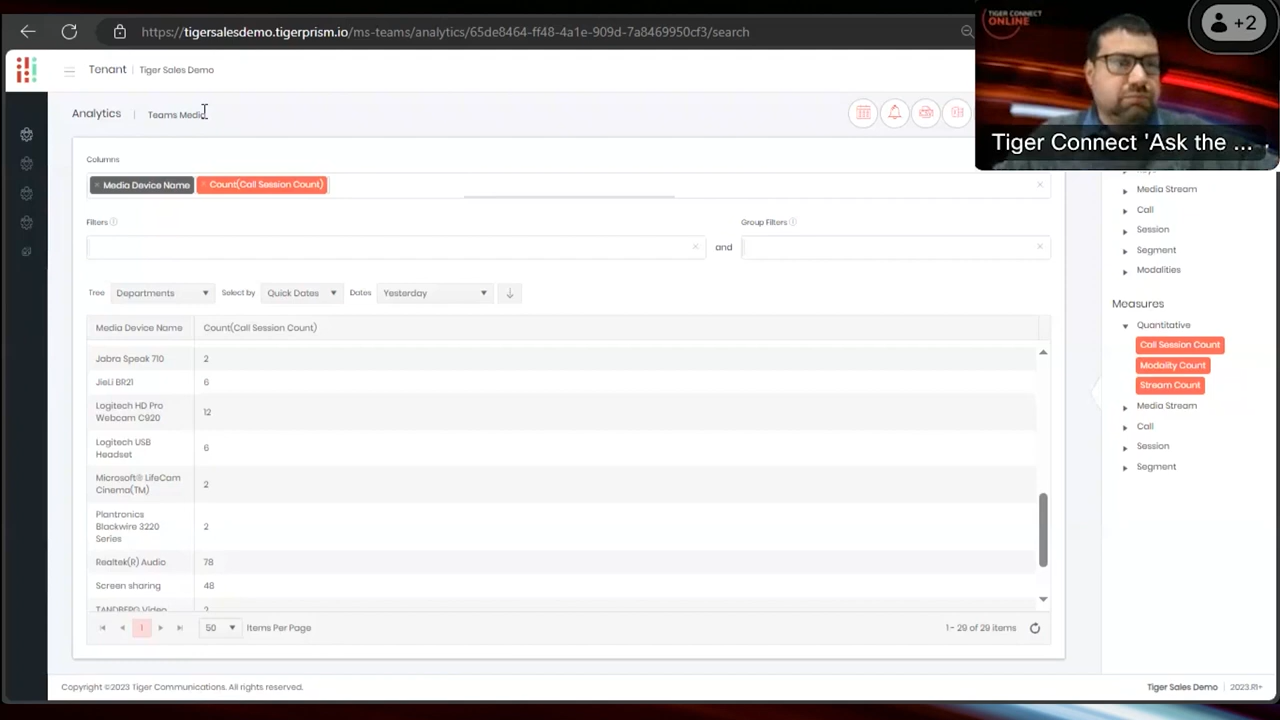 https://tigersalesdemo.tigerprism.io/ms-teams/analytics/65de8464-ff48-4a1e-909d-7a8469950cf3/search
TIGER CONNECT
ONLINE
+2
Tiger Connect 'Ask the ...
Tenant | Tiger Sales Demo
Analytics | Teams Media
Columns
× Media Device Name × Count(Call Session Count)
Filters
Group Filters
and
Tree Departments Select by Quick Dates Dates Yesterday
Media Device Name Count(Call Session Count)
Jabra Speak 710 2
JieLi BR21 6
Logitech HD Pro
Webcam C920 12
Logitech USB
Headset 6
Microsoft® LifeCam
Cinema(TM) 2
Plantronics
Blackwire 3220
Series 2
Realtek(R) Audio 78
Screen sharing 48
TANDBERG Video 2
1 50 Items Per Page 1 - 29 of 29 items
Media Stream
Call
Session
Segment
Modalities
Measures
Quantitative
Call Session Count
Modality Count
Stream Count
Media Stream
Call
Session
Segment
Copyright ©2023 Tiger Communications. All rights reserved.
Tiger Sales Demo 2023.R1+